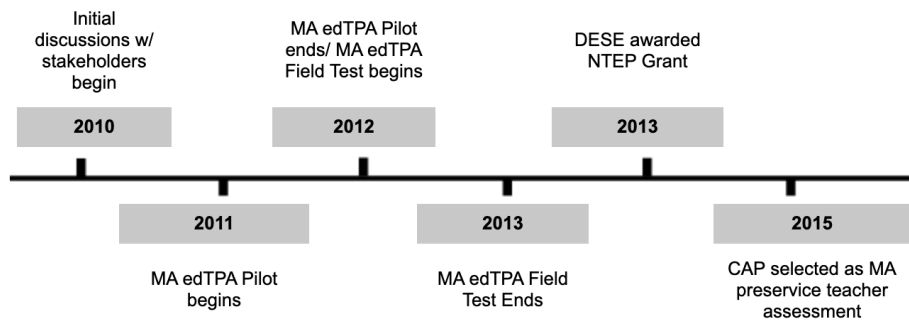 Initial
discussions w/
stakeholders
begin
2010
MA edTPA Pilot
ends/ MA edTPA
Field Test begins
2012
DESE awarded
NTEP Grant
2013
2011
MA edTPA Pilot
begins
2013
MA edTPA Field
Test Ends
2015
CAP selected as MA
preservice teacher
assessment